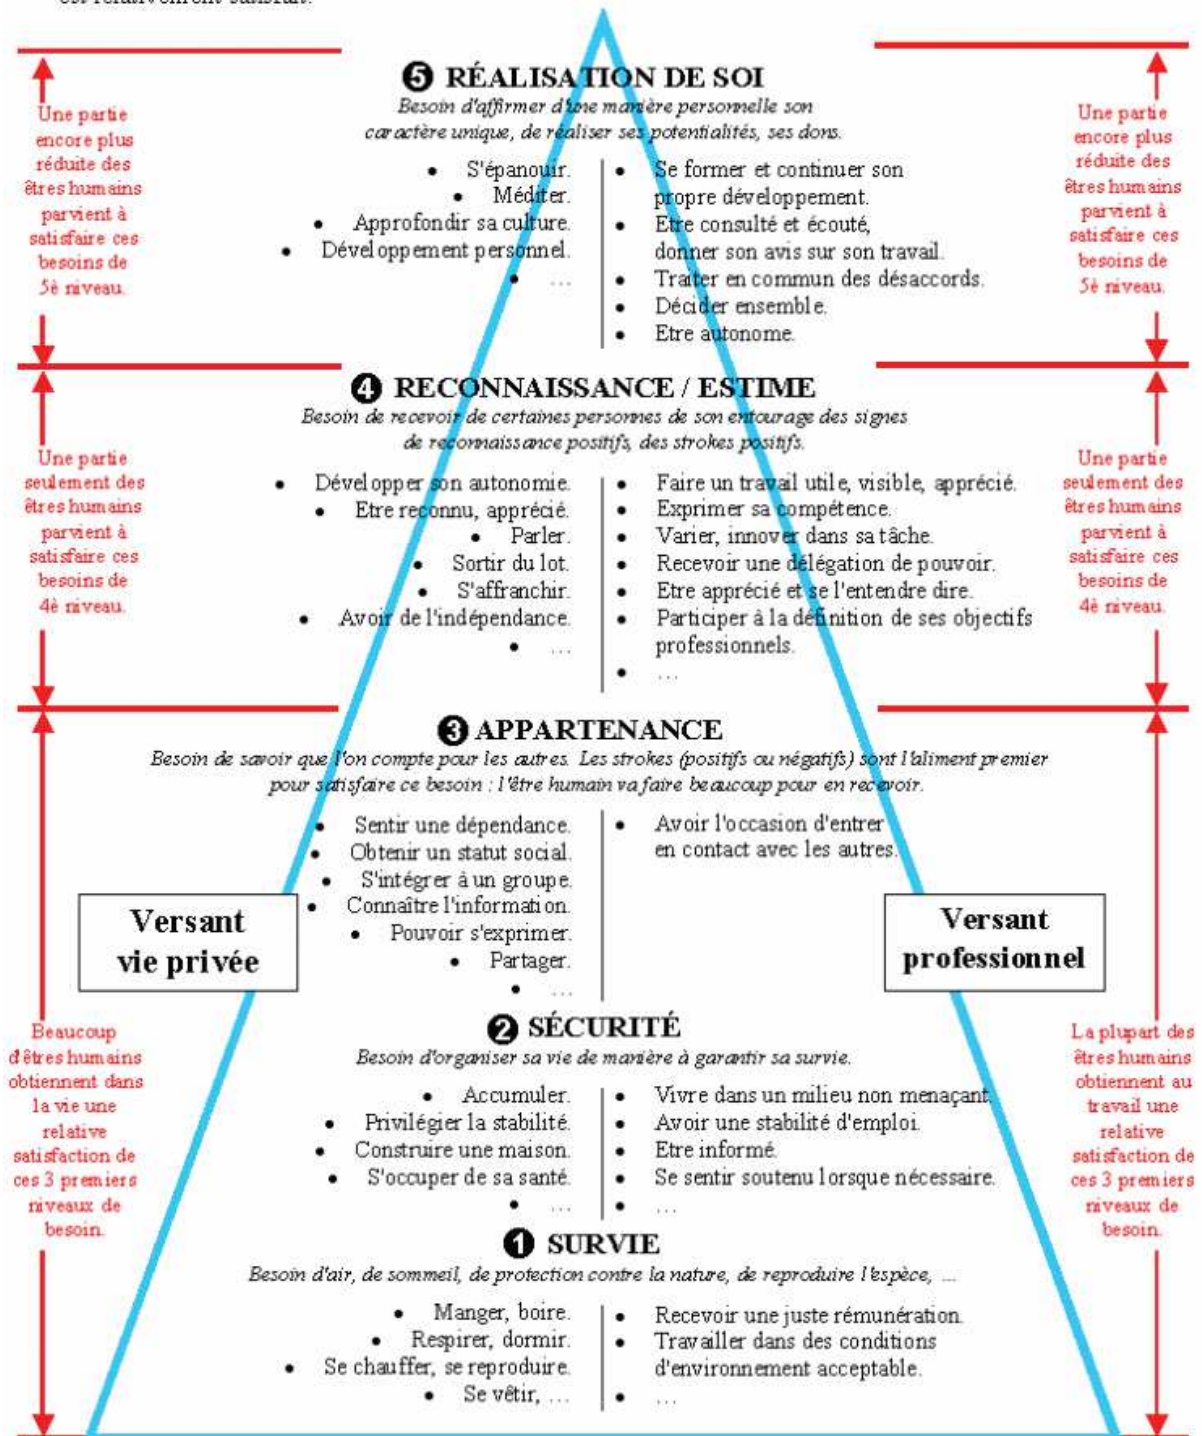 est relativement satisfait.
❺ RÉALISATION DE SOI
Besoin d'affirmer d'une manière personnelle son
caractère unique, de réaliser ses potentialités, ses dons.
• S'épanouir.
• Méditer.
• Approfondir sa culture.
• Développement personnel.
• ...
• Se former et continuer son
propre développement.
• Etre consulté et écouté,
donner son avis sur son travail.
• Traiter en commun des désaccords.
• Décider ensemble.
• Etre autonome.
Une partie
encore plus
réduite des
êtres humains
parvient à
satisfaire ces
besoins de
5è niveau.
Une partie
encore plus
réduite des
êtres humains
parvient à
satisfaire ces
besoins de
5è niveau.
❹ RECONNAISSANCE / ESTIME
Besoin de recevoir de certaines personnes de son entourage des signes
de reconnaissance positifs, des strokes positifs.
• Développer son autonomie.
• Etre reconnu, apprécié.
• Parler.
• Sortir du lot.
• S'affranchir.
• Avoir de l'indépendance.
• ...
• Faire un travail utile, visible, apprécié.
• Exprimer sa compétence.
• Varier, innover dans sa tâche.
• Recevoir une délégation de pouvoir.
• Etre apprécié et se l'entendre dire.
• Participer à la définition de ses objectifs
professionnels.
• ...
Une partie
seulement des
êtres humains
parvient à
satisfaire ces
besoins de
4è niveau.
Une partie
seulement des
êtres humains
parvient à
satisfaire ces
besoins de
4è niveau.
❸ APPARTENANCE
Besoin de savoir que l'on compte pour les autres. Les strokes (positifs ou négatifs) sont l'aliment premier
pour satisfaire ce besoin : l'être humain va faire beaucoup pour en recevoir.
• Sentir une dépendance.
• Obtenir un statut social.
• S'intégrer à un groupe.
• Connaître l'information.
• Pouvoir s'exprimer.
• Partager.
• ...
• Avoir l'occasion d'entrer
en contact avec les autres.
Versant
vie privée
Versant
professionnel
❷ SÉCURITÉ
Besoin d'organiser sa vie de manière à garantir sa survie.
• Accumuler.
• Privilégier la stabilité.
• Construire une maison.
• S'occuper de sa santé.
• ...
• Vivre dans un milieu non menaçant.
• Avoir une stabilité d'emploi.
• Etre informé.
• Se sentir soutenu lorsque nécessaire.
• ...
Beaucoup
d'êtres humains
obtiennent dans
la vie une
relative
satisfaction de
ces 3 premiers
niveaux de
besoin.
La plupart des
êtres humains
obtiennent au
travail une
relative
satisfaction de
ces 3 premiers
niveaux de
besoin.
❶ SURVIE
Besoin d'air, de sommeil, de protection contre la nature, de reproduire l'espèce, ...
• Manger, boire.
• Respirer, dormir.
• Se chauffer, se reproduire.
• Se vêtir, ...
• Recevoir une juste rémunération.
• Travailler dans des conditions
d'environnement acceptable.
• ...